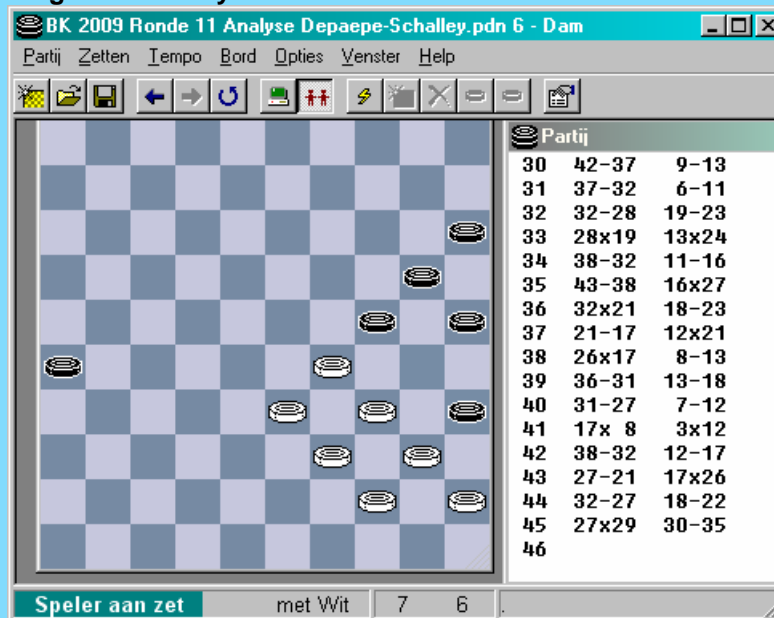 BK 2009 Ronde 11 Analyse Depaepe-Schalley.pdn 6 - Dam
Partij Zetten Tempo Bord Opties Venster Help
Partij
30 42-37 9-13
31 37-32 6-11
32 32-28 19-23
33 28x19 13x24
34 38-32 11-16
35 43-38 16x27
36 32x21 18-23
37 21-17 12x21
38 26x17 8-13
39 36-31 13-18
40 31-27 7-12
41 17x 8 3x12
42 38-32 12-17
43 27-21 17x26
44 32-27 18-22
45 27x29 30-35
46
Speler aan zet met Wit 7 6 .